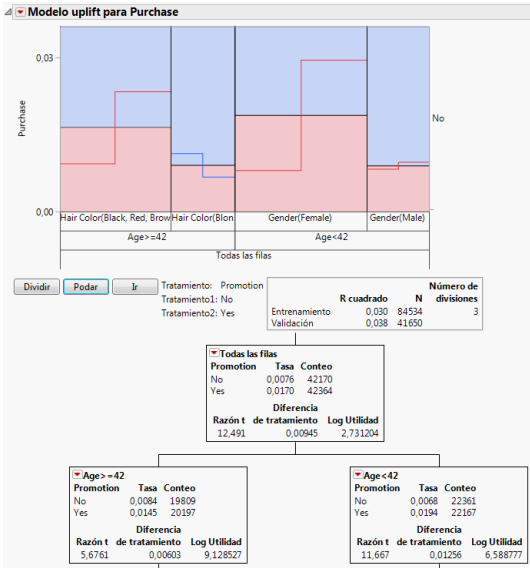 Modelo uplift para Purchase
0,03
Purchase
No
0,00
Hair Color(Black, Red, Brow Hair Color(Blon Gender(Female) Gender(Male)
Age>=42 Age<42
Todas las filas
Dividir Podar Ir
Tratamiento: Promotion
Tratamiento1: No
Tratamiento2: Yes
Número de
R cuadrado N divisiones
Entrenamiento 0,030 84534 3
Validación 0,038 41650
Todas las filas
Promotion Tasa Conteo
No 0,0076 42170
Yes 0,0170 42364
Diferencia
Razón t de tratamiento Log Utilidad
12,491 0,00945 2,731204
Age>=42
Promotion Tasa Conteo
No 0,0084 19809
Yes 0,0145 20197
Diferencia
Razón t de tratamiento Log Utilidad
5,6761 0,00603 9,128527
Age<42
Promotion Tasa Conteo
No 0,0068 22361
Yes 0,0194 22167
Diferencia
Razón t de tratamiento Log Utilidad
11,667 0,01256 6,588777